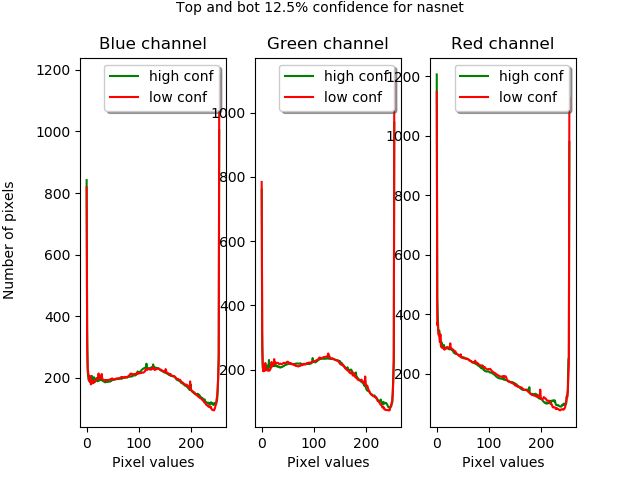 Top and bot 12.5% confidence for nasnet
Blue channel
Green channel
Red channel
high conf
low conf
high conf
low conf
high conf
low conf
Number of pixels
1200
1000
800
600
400
200
1000
800
600
400
200
1200
1000
800
600
400
200
0 100 200
0 100 200
0 100 200
Pixel values
Pixel values
Pixel values